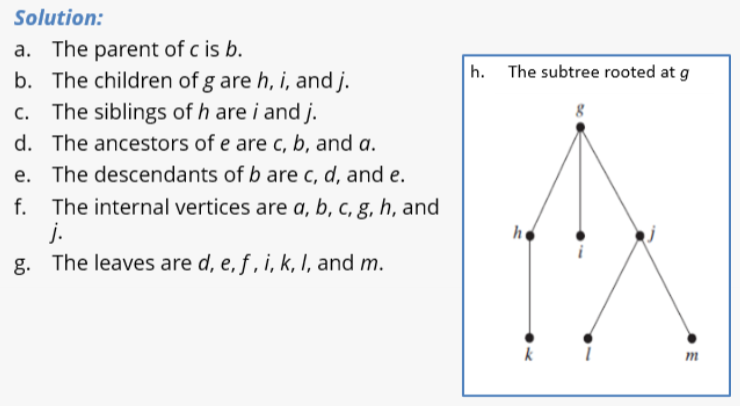 Solution:
a. The parent of c is b.
b. The children of g are h, i, and j.
c. The siblings of h are i and j.
d. The ancestors of e are c, b, and a.
e. The descendants of b are c, d, and e.
f. The internal vertices are a, b, c, g, h, and
j.
g. The leaves are d, e, f , i, k, l, and m.
h. The subtree rooted at g
g
h
i
j
k
l
m